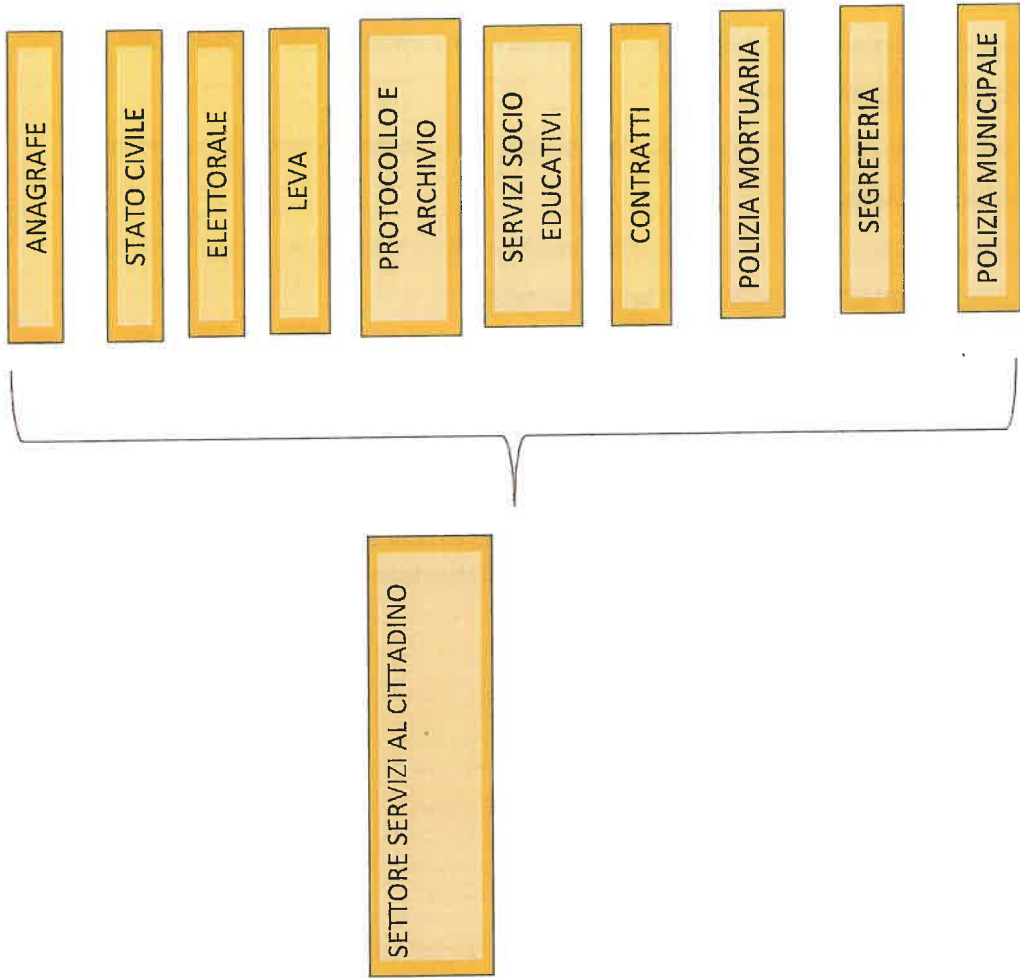 SETTORE SERVIZI AL CITTADINO
ANAGRAFE
STATO CIVILE
ELETTORALE
LEVA
PROTOCOLLO E
ARCHIVIO
SERVIZI SOCIO
EDUCATIVI
CONTRATTI
POLIZIA MORTUARIA
SEGRETERIA
POLIZIA MUNICIPALE